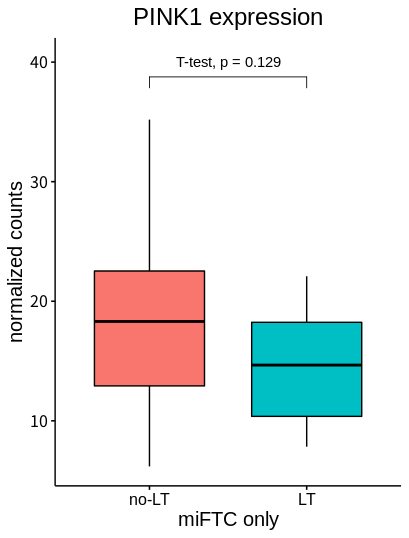 PINK1 expression
T-test, p = 0.129
normalized counts
40
30
20
10
no-LT LT
miFTC only